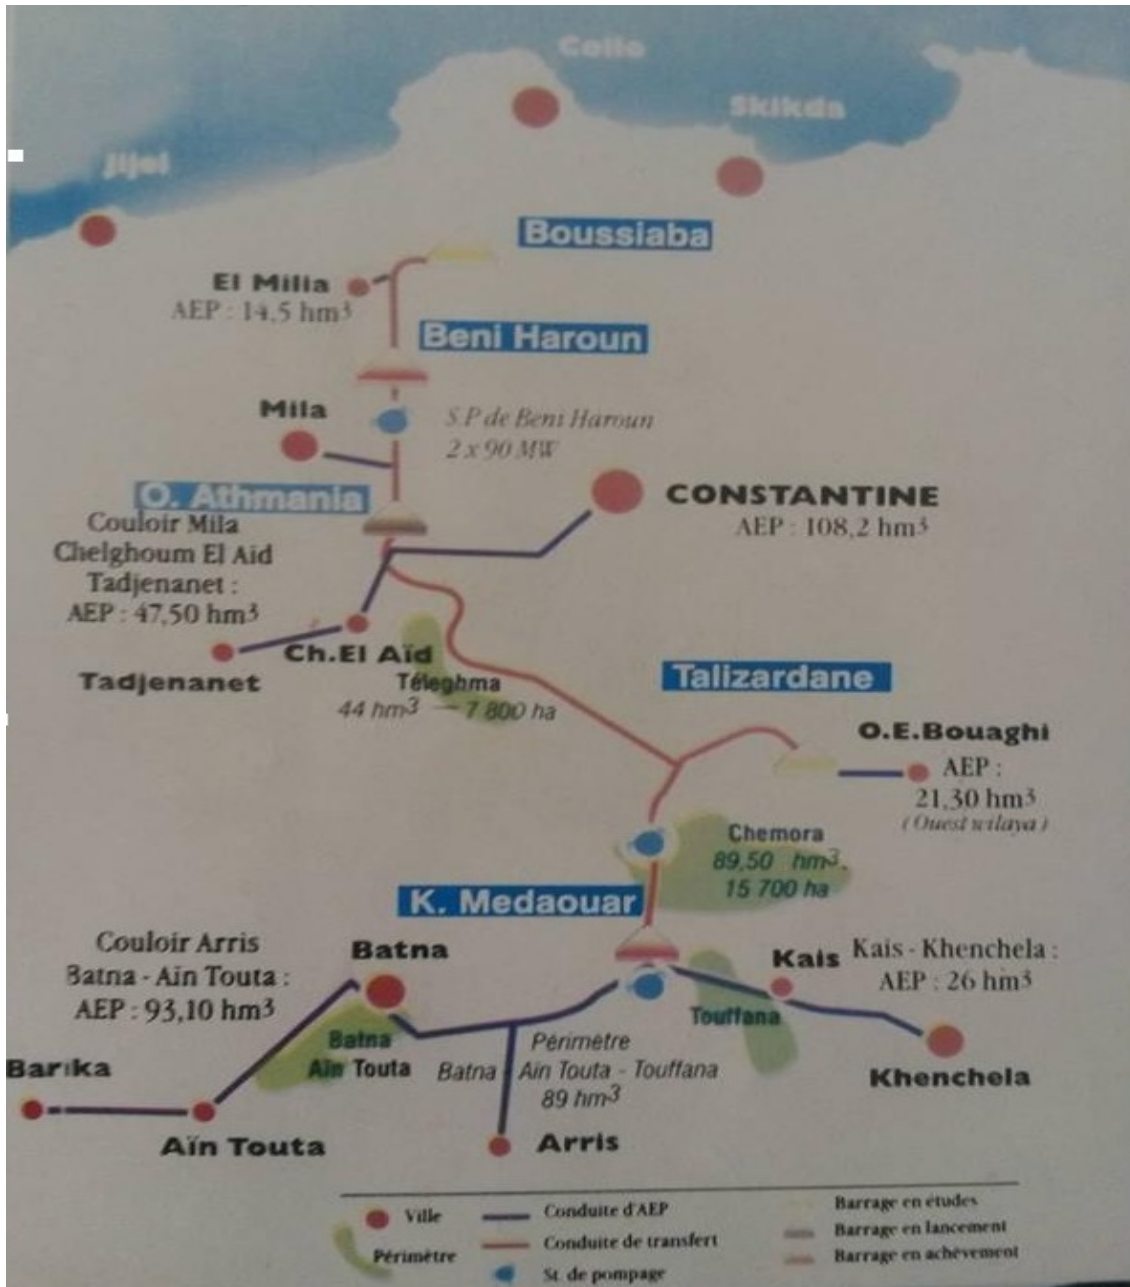 Collo
Skikda
Jijel
Boussiaba
El Milia
AEP : 14,5 hm³
Beni Haroun
Mila
S.P de Beni Haroun
2 x 90 MW
O. Athmania
Couloir Mila
Chelghoum El Aid
Tadjenanet :
AEP : 47,50 hm³
CONSTANTINE
AEP : 108,2 hm³
Ch.El Aïd
Tadjenanet
Téleghma
44 hm³ — 7 800 ha
Talizardane
O.E.Bouaghi
AEP :
21,30 hm³
(Ouest wilaya)
Chemora
89,50 hm³.
15 700 ha
K. Medaouar
Couloir Arris
Batna - Aïn Touta :
AEP : 93,10 hm³
Batna
Kais
Kais - Khenchela :
AEP : 26 hm³
Touffana
Batna
Aïn Touta
Périmètre
Batna Aïn Touta - Touffana
89 hm³
Barika
Khenchela
Aïn Touta
Arris
Ville
Conduite d'AEP
Barrage en études
Périmètre
Conduite de transfert
Barrage en lancement
St. de pompage
Barrage en achèvement